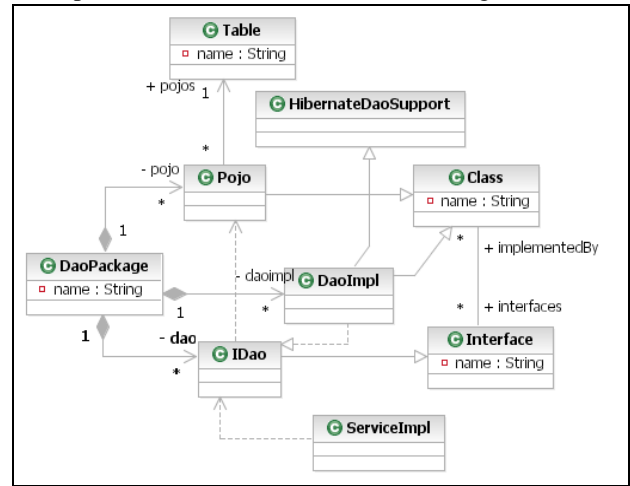 C Table
name : String
+ pojos
1
*
C HibernateDaoSupport
- pojo
*
C Pojo
C Class
name : String
1
*
+ implementedBy
C DaoPackage
name : String
- daoimpl
C DaoImpl
1
*
*
+ interfaces
1
- dao
*
C IDao
C Interface
name : String
C ServiceImpl